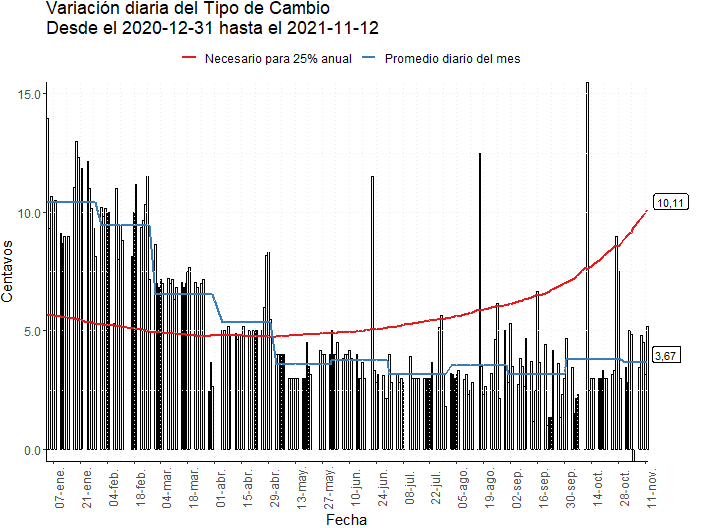 Variación diaria del Tipo de Cambio
Desde el 2020-12-31 hasta el 2021-11-12
Necesario para 25% anual
Promedio diario del mes
15.0
10.0
5.0
0.0
Centavos
10,11
3,67
07-ene.
21-ene.
04-feb.
18-feb.
04-mar.
18-mar.
01-abr.
15-abr.
29-abr.
13-may.
27-may.
10-jun.
24-jun.
08-jul.
22-jul.
05-ago.
19-ago.
02-sep.
16-sep.
30-sep.
14-oct.
28-oct.
11-nov.
Fecha